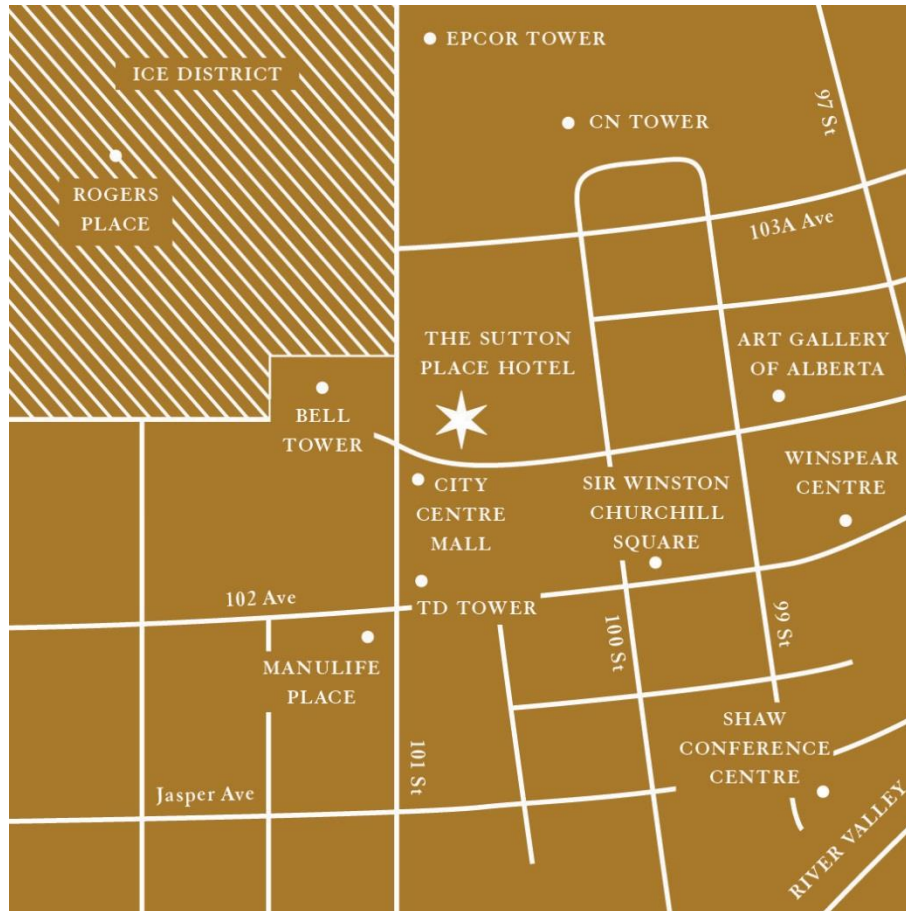 EPCOR TOWER
ICE DISTRICT
97 St
CN TOWER
ROGERS
PLACE
103A Ave
THE SUTTON
PLACE HOTEL
ART GALLERY
OF ALBERTA
BELL
TOWER
CITY
CENTRE
MALL
SIR WINSTON
CHURCHILL
SQUARE
WINSPEAR
CENTRE
102 Ave
TD TOWER
100 St
99 St
MANULIFE
PLACE
101 St
SHAW
CONFERENCE
CENTRE
Jasper Ave
RIVER VALLEY